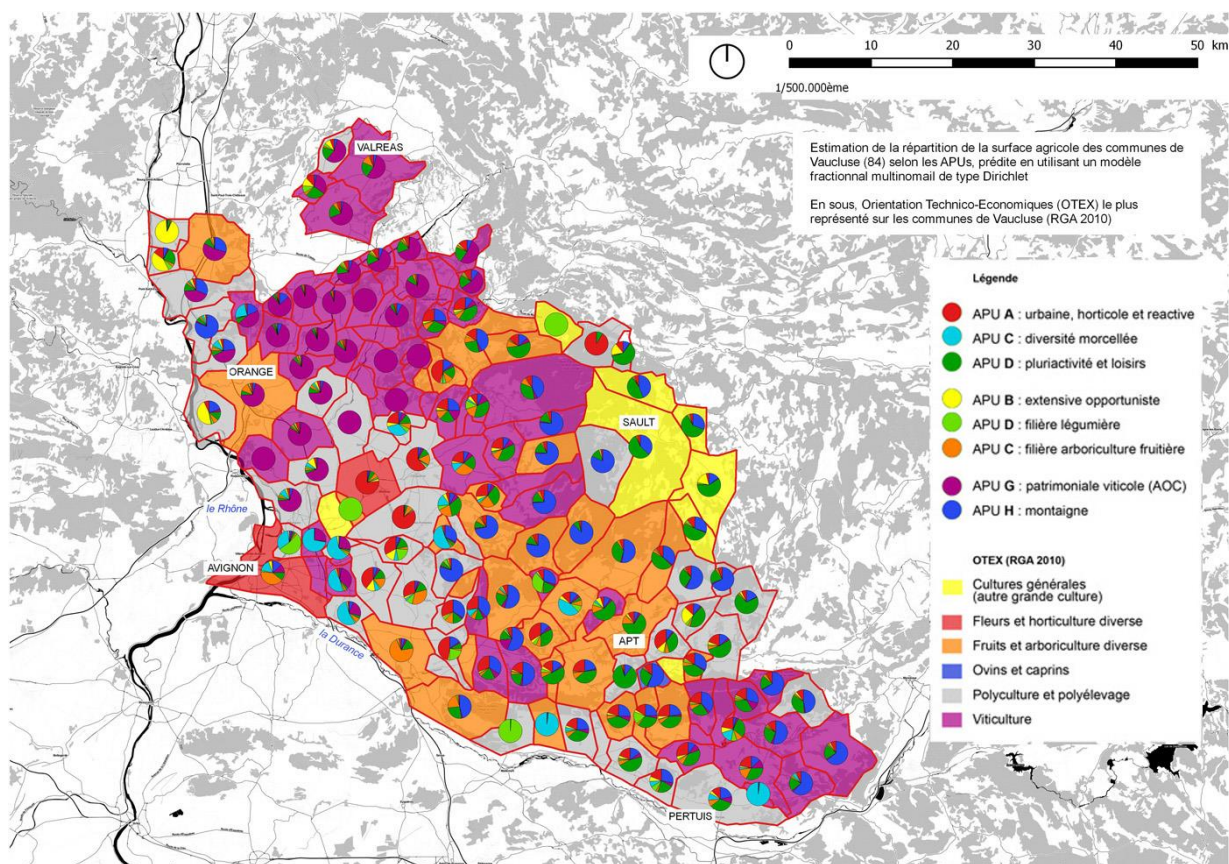 0 10 20 30 40 50 km
1/500.000ème
Estimation de la répartition de la surface agricole des communes de
Vaucluse (84) selon les APUs, prédite en utilisant un modèle
fractionnal multinomail de type Dirichlet
En sous, Orientation Technico-Economiques (OTEX) le plus
représenté sur les communes de Vaucluse (RGA 2010)
VALREAS
ORANGE
SAULT
le Rhône
AVIGNON
la Durance
APT
PERTUIS
Légende
APU A : urbaine, horticole et reactive
APU C : diversité morcellée
APU D : pluriactivité et loisirs
APU B : extensive opportuniste
APU D : filière légumière
APU C : filière arboriculture fruitière
APU G : patrimoniale viticole (AOC)
APU H : montaigne
OTEX (RGA 2010)
Cultures générales
(autre grande culture)
Fleurs et horticulture diverse
Fruits et arboriculture diverse
Ovins et caprins
Polyculture et polyélevage
Viticulture